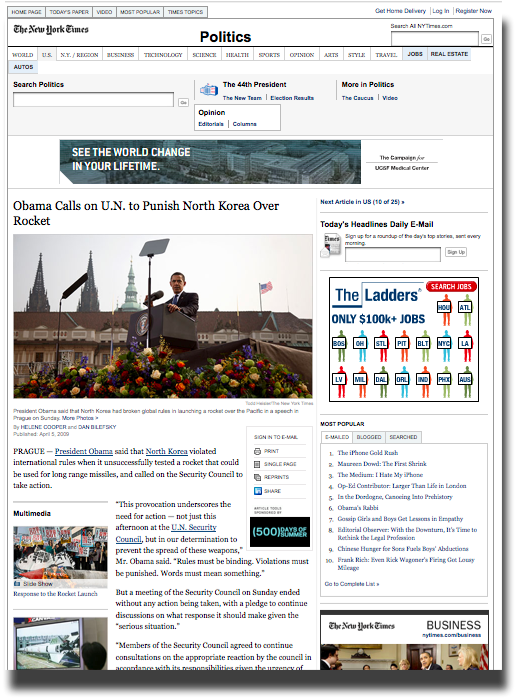 HOME PAGE TODAY'S PAPER VIDEO MOST POPULAR TIMES TOPICS
Get Home Delivery Log In Register Now
The New York Times
Politics
Search All NYTimes.com
Go
WORLD U.S. N.Y. / REGION BUSINESS TECHNOLOGY SCIENCE HEALTH SPORTS OPINION ARTS STYLE TRAVEL JOBS REAL ESTATE
AUTOS
Search Politics
Go
The 44th President
The New Team Election Results
More in Politics
The Caucus Video
Opinion
Editorials Columns
SEE THE WORLD CHANGE
IN YOUR LIFETIME.
The Campaign for
UCSF Medical Center
Obama Calls on U.N. to Punish North Korea Over
Rocket
Todd Heisler/The New York Times
President Obama said that North Korea had broken global rules in launching a rocket over the Pacific in a speech in
Prague on Sunday. More Photos >
By HELENE COOPER and DAN BILEFSKY
Published: April 5, 2009
PRAGUE — President Obama said that North Korea violated
international rules when it unsuccessfully tested a rocket that could
be used for long range missiles, and called on the Security Council to
take action.
SIGN IN TO E-MAIL
PRINT
SINGLE PAGE
REPRINTS
SHARE
ARTICLE TOOLS
SPONSORED BY
(500) DAYS OF
SUMMER
Multimedia
Slide Show
Response to the Rocket Launch
“This provocation underscores the
need for action — not just this
afternoon at the U.N. Security
Council, but in our determination to
prevent the spread of these weapons,”
Mr. Obama said. “Rules must be binding. Violations must
be punished. Words must mean something.”
But a meeting of the Security Council on Sunday ended
without any action being taken, with a pledge to continue
discussions on what response it should make given the
“serious situation.”
“Members of the Security Council agreed to continue
consultations on the appropriate reaction by the council in
accordance with its responsibilities given the urgency of
Next Article in US (10 of 25) »
Today's Headlines Daily E-Mail
Times
Sign up for a roundup of the day's top stories, sent every
morning.
Sign Up
The Ladders
SEARCH JOBS
ONLY $100k+ JOBS
HOU ATL
BOS OH STL PIT BLT NYC LA
LV MIL DAL ORL IND PHX AUS
MOST POPULAR
E-MAILED BLOGGED SEARCHED
1. The iPhone Gold Rush
2. Maureen Dowd: The First Shrink
3. The Medium: I Hate My iPhone
4. Op-Ed Contributor: Larger Than Life in London
5. In the Dordogne, Canoeing Into Prehistory
6. Obama's Rabbi
7. Gossip Girls and Boys Get Lessons in Empathy
8. Editorial Observer: With the Downturn, It's Time to
Rethink the Legal Profession
9. Chinese Hunger for Sons Fuels Boys' Abductions
10. Frank Rich: Even Rick Wagoner's Firing Got Lousy
Mileage
Go to Complete List »
The New York Times
BUSINESS
nytimes.com/business